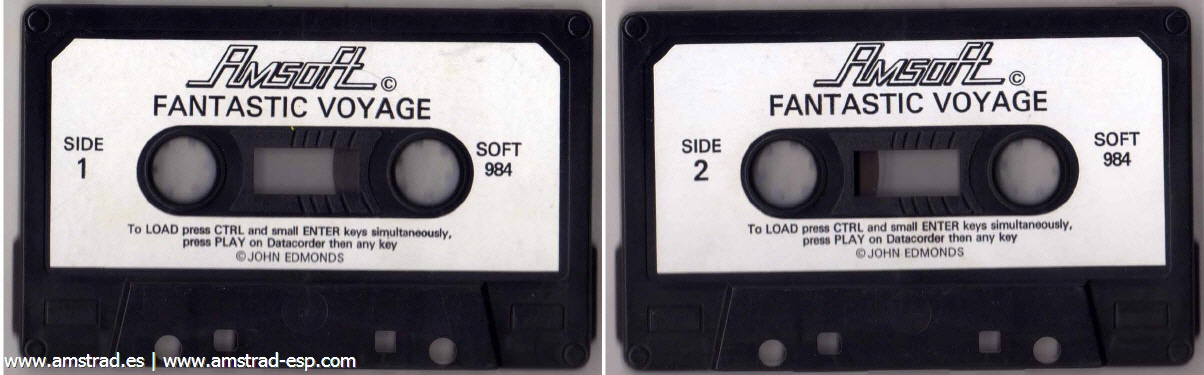 Amsoft ©
FANTASTIC VOYAGE
SIDE
1
SOFT
984
To LOAD press CTRL and small ENTER keys simultaneously,
press PLAY on Datacorder then any key
©JOHN EDMONDS
Amsoft ©
FANTASTIC VOYAGE
SIDE
2
SOFT
984
To LOAD press CTRL and small ENTER keys simultaneously,
press PLAY on Datacorder then any key
©JOHN EDMONDS
www.amstrad.es | www.amstrad-esp.com